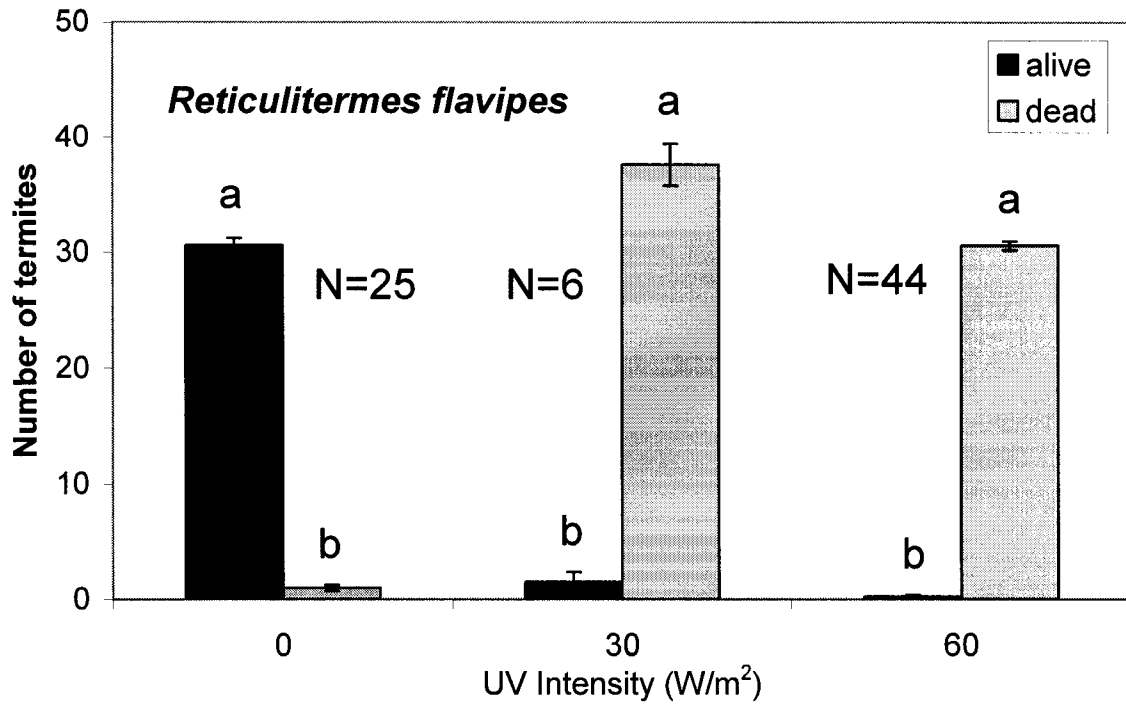 50
40
30
20
10
0
Number of termites
Reticulitermes flavipes
alive
dead
a
b
N=25
N=6
b
a
N=44
b
a
0
30
60
UV Intensity (W/m²)